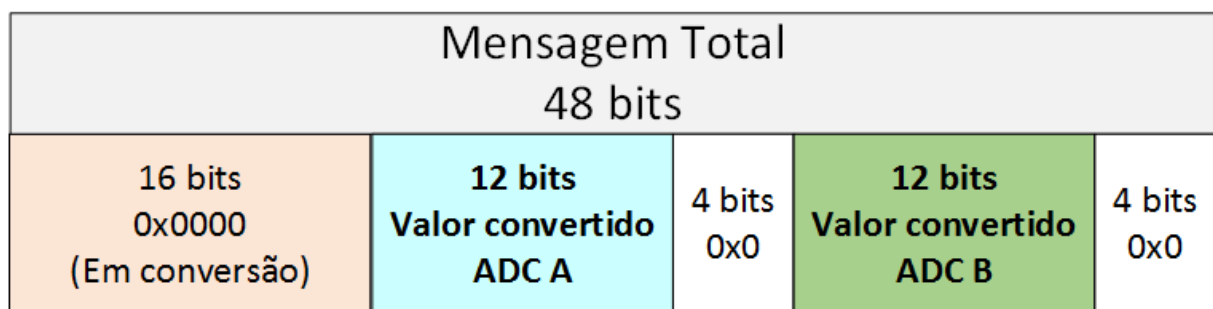 Mensagem Total
48 bits
16 bits
0x0000
(Em conversão)
12 bits
Valor convertido
ADC A
4 bits
0x0
12 bits
Valor convertido
ADC B
4 bits
0x0